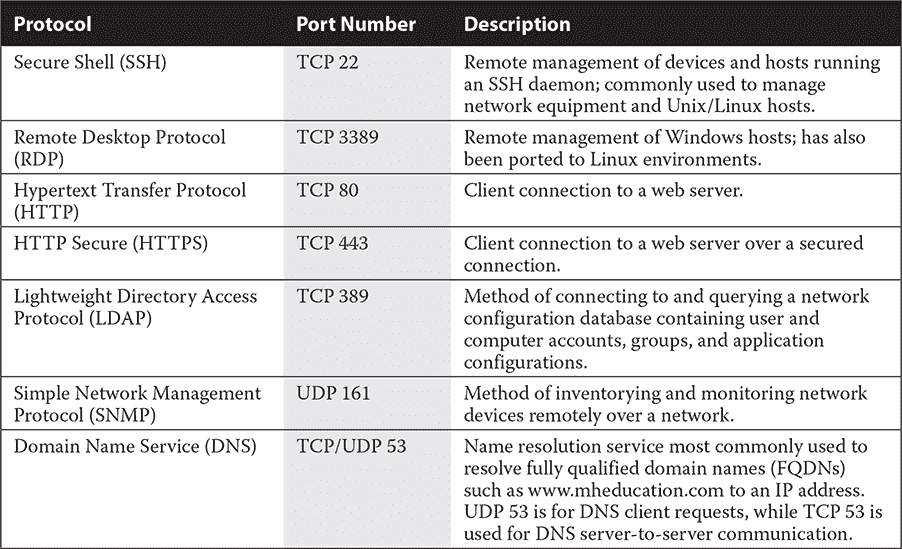 Protocol Port Number Description
Secure Shell (SSH) TCP 22 Remote management of devices and hosts running
an SSH daemon; commonly used to manage
network equipment and Unix/Linux hosts.
Remote Desktop Protocol TCP 3389 Remote management of Windows hosts; has also
(RDP) been ported to Linux environments.
Hypertext Transfer Protocol TCP 80 Client connection to a web server.
(HTTP)
HTTP Secure (HTTPS) TCP 443 Client connection to a web server over a secured
connection.
Lightweight Directory Access TCP 389 Method of connecting to and querying a network
Protocol (LDAP) configuration database containing user and
computer accounts, groups, and application
configurations.
Simple Network Management UDP 161 Method of inventorying and monitoring network
Protocol (SNMP) devices remotely over a network.
Domain Name Service (DNS) TCP/UDP 53 Name resolution service most commonly used to
resolve fully qualified domain names (FQDNs)
such as www.mheducation.com to an IP address.
UDP 53 is for DNS client requests, while TCP 53 is
used for DNS server-to-server communication.